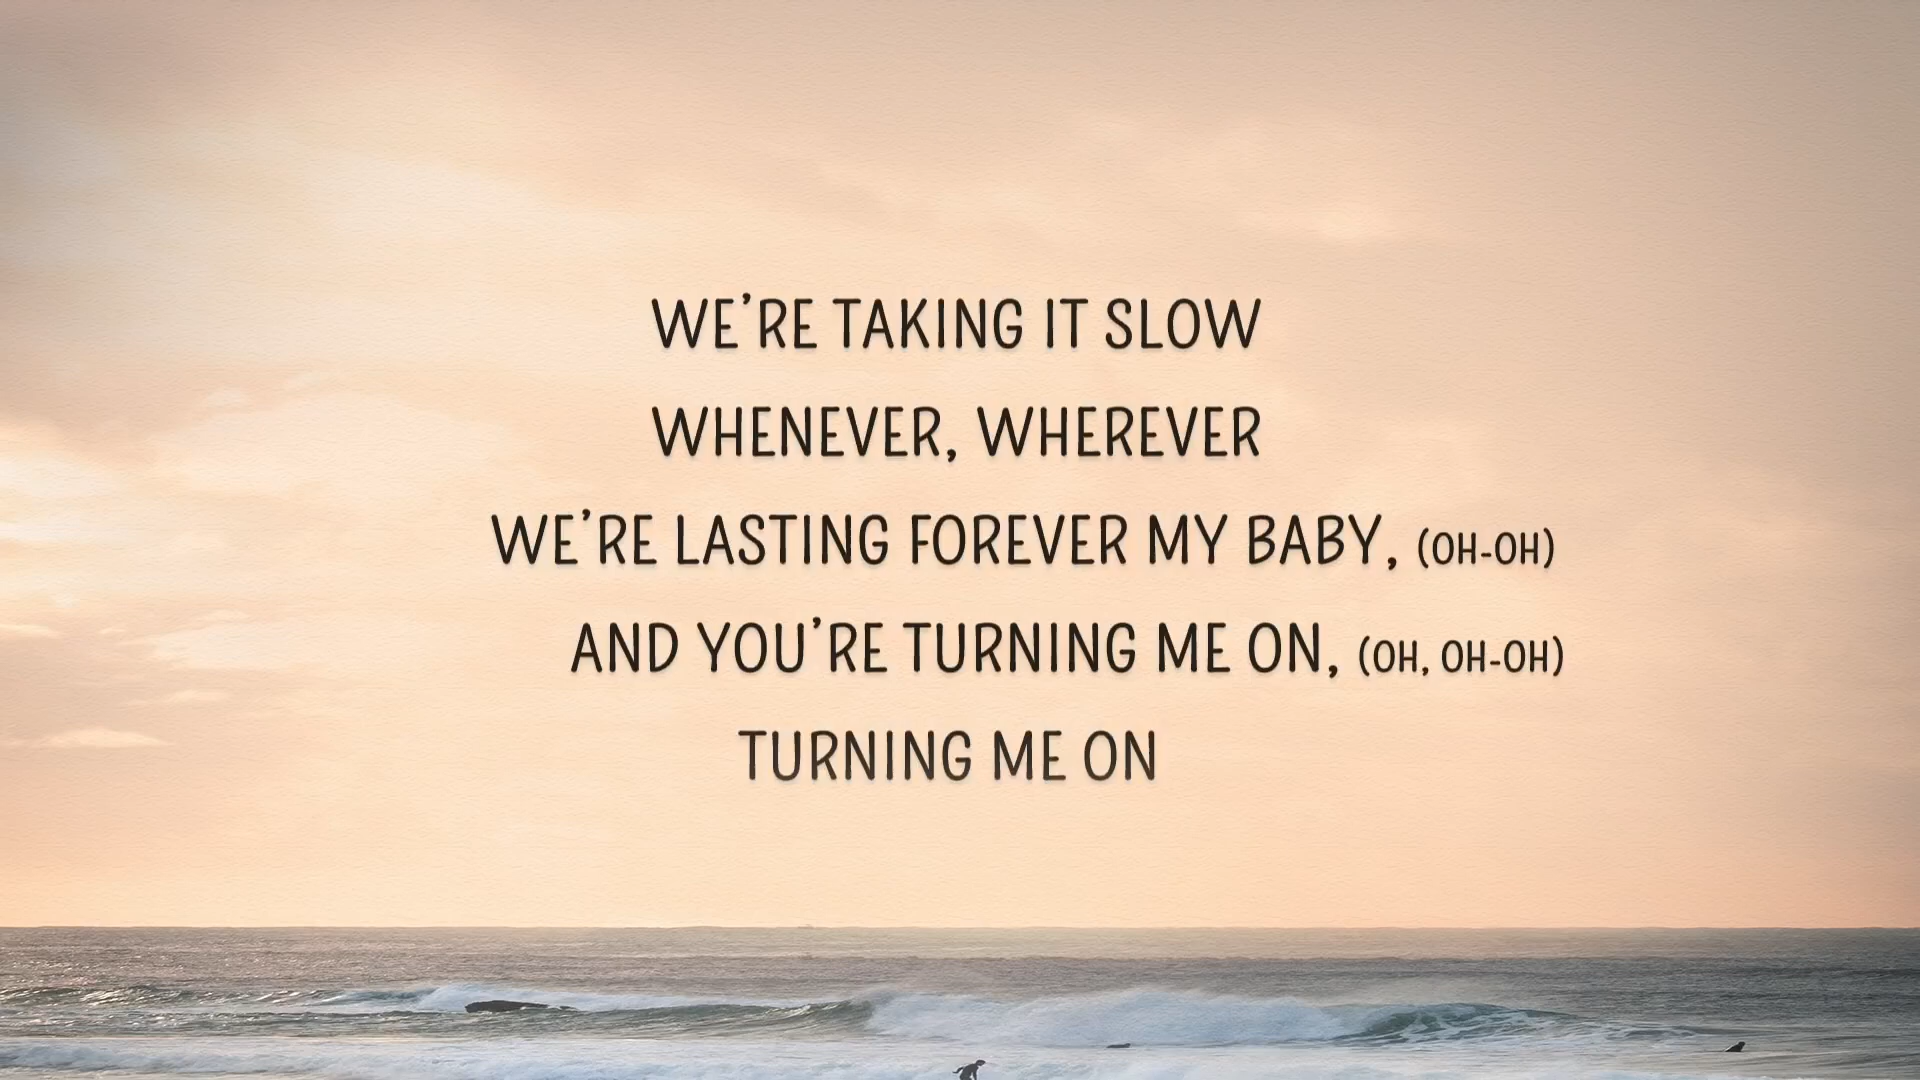 WE'RE TAKING IT SLOW
WHENEVER, WHEREVER
WE'RE LASTING FOREVER MY BABY, (OH-OH)
AND YOU'RE TURNING ME ON, (OH, OH-OH)
TURNING ME ON